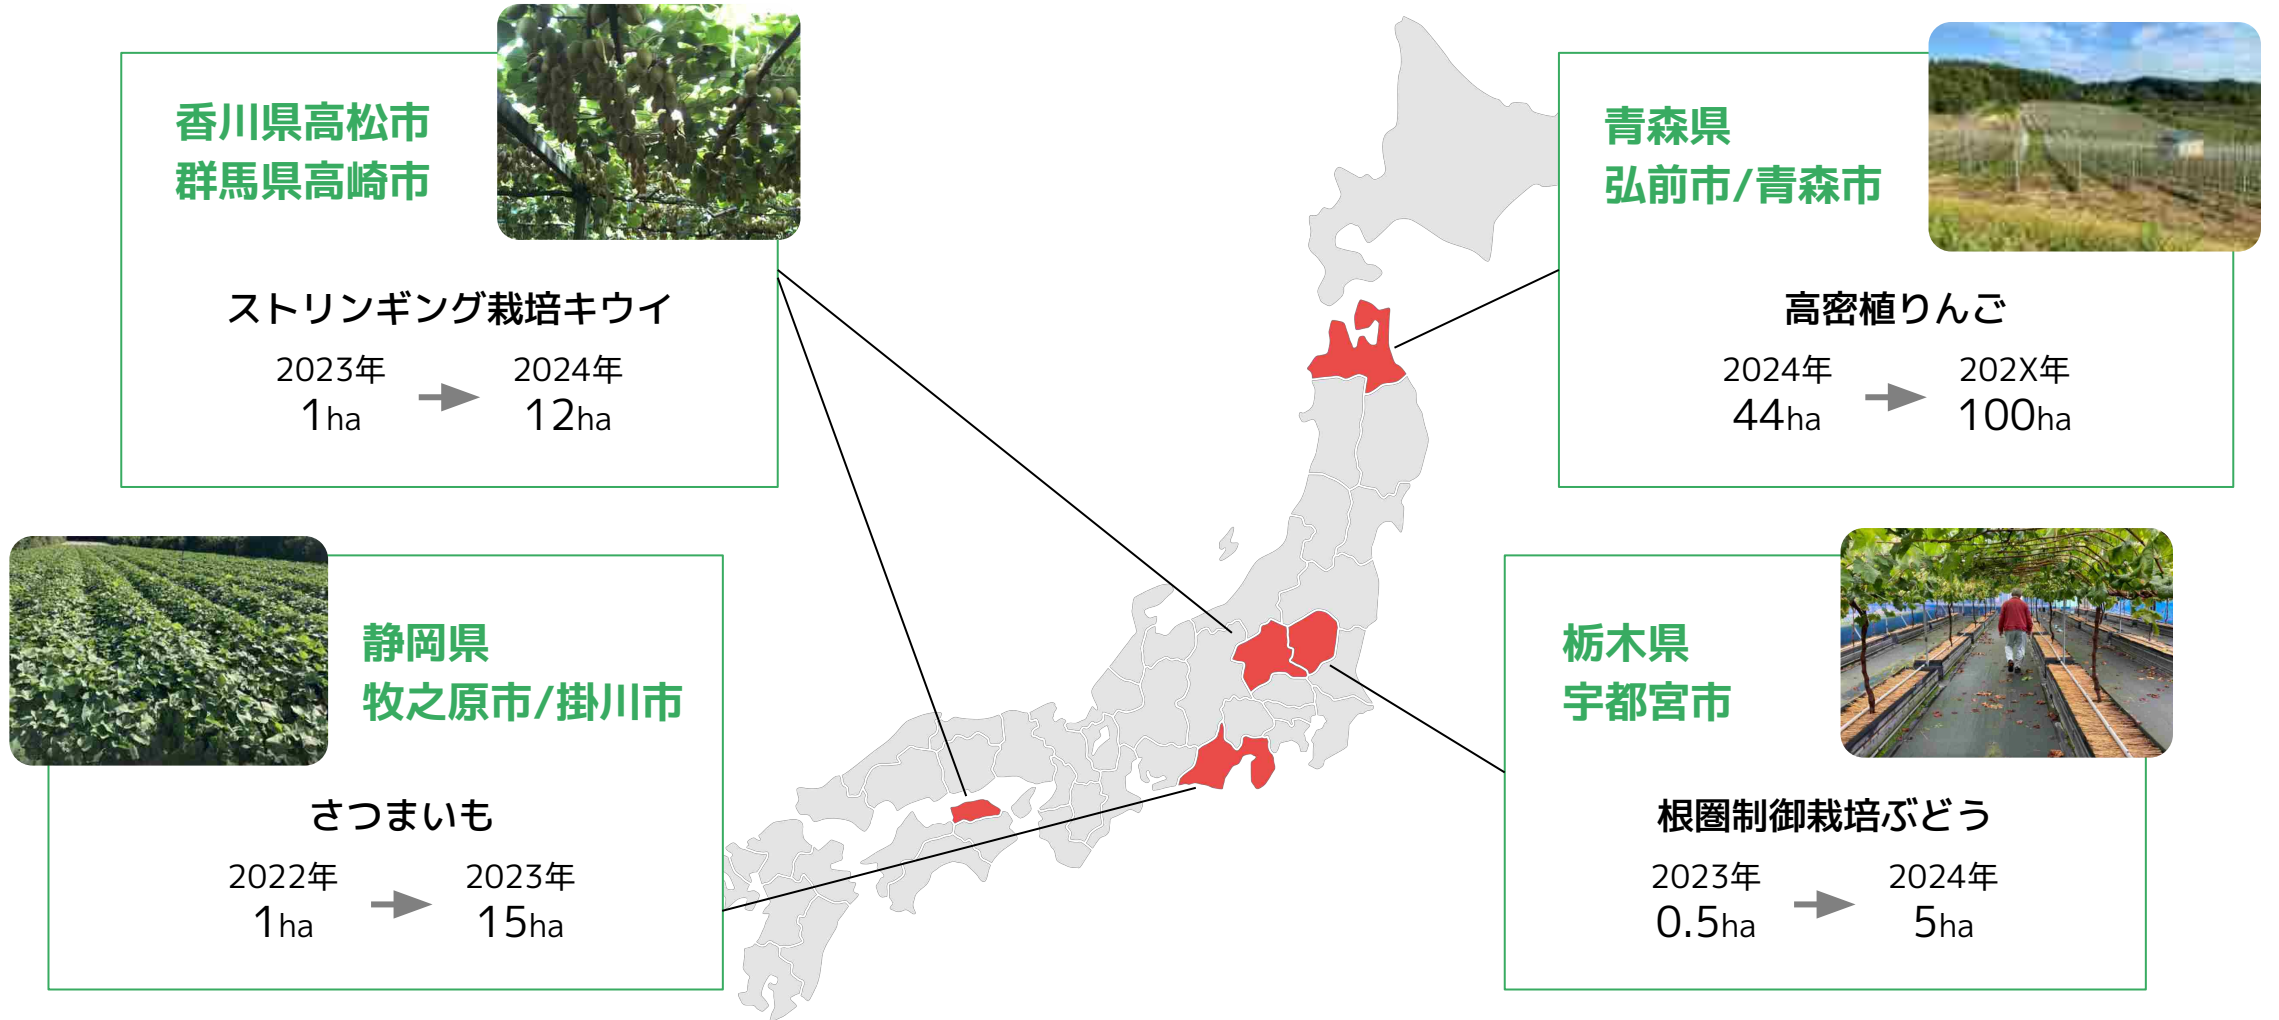 香川県高松市
群馬県高崎市
ストリンギング栽培キウイ
2023年
1ha
2024年
12ha
青森県
弘前市/青森市
高密植りんご
2024年
44ha
202X年
100ha
静岡県
牧之原市/掛川市
さつまいも
2022年
1ha
2023年
15ha
栃木県
宇都宮市
根圏制御栽培ぶどう
2023年
0.5ha
2024年
5ha